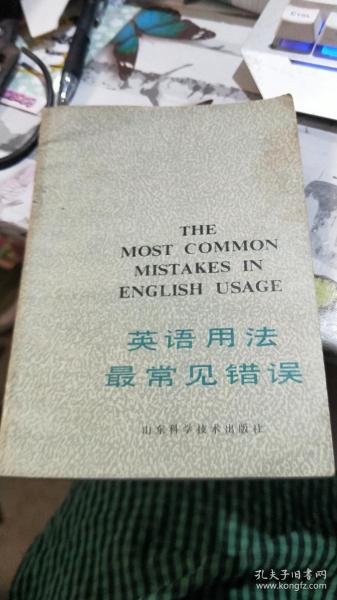 CTRL
THE
MOST COMMON
MISTAKES IN
ENGLISH USAGE
英语用法
最常见错误
山东科学技术出版社
孔夫子旧书网
www.kongfz.com